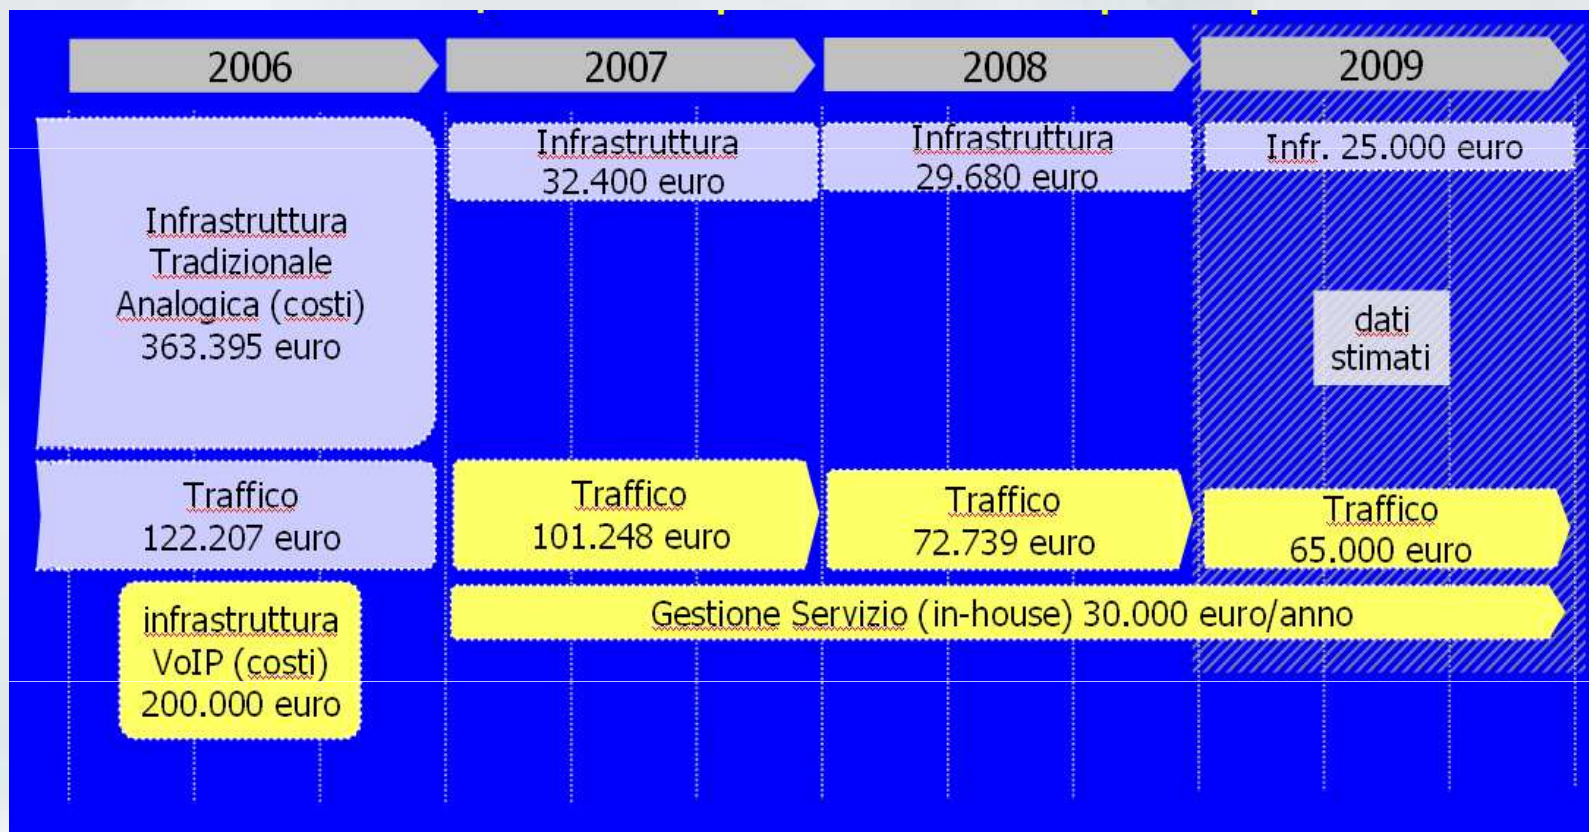 2006
2007
2008
2009
Infrastruttura
Tradizionale
Analogica (costi)
363.395 euro
Infrastruttura
32.400 euro
Infrastruttura
29.680 euro
Infr. 25.000 euro
dati
stimati
Traffico
122.207 euro
Traffico
101.248 euro
Traffico
72.739 euro
Traffico
65.000 euro
infrastruttura
VoIP (costi)
200.000 euro
Gestione Servizio (in-house) 30.000 euro/anno